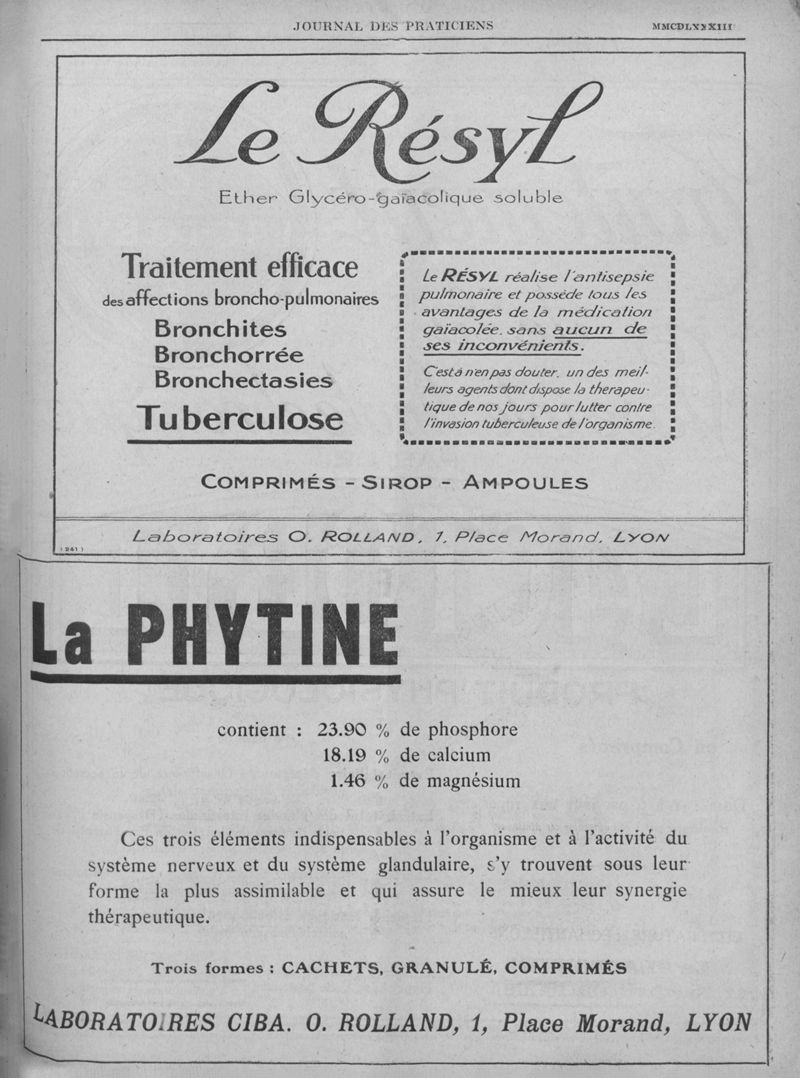 JOURNAL DES PRATICIENS
MMCDLXXXIII
Le Résyl
Ether Glycéro-gaïacolique soluble
Traitement efficace
des affections broncho-pulmonaires
Bronchites
Bronchorrée
Bronchectasies
Tuberculose
Le RÉSYL réalise l'antisepsie
pulmonaire et possède tous les
avantages de la médication
gaïacolée, sans aucun de
ses inconvénients.
C'est à n'en pas douter, un des meil-
leurs agents dont dispose la therapeu-
tique de nos jours pour lutter contre
l'invasion tuberculeuse de l'organisme.
COMPRIMÉS - SIROP - AMPOULES
Laboratoires O. ROLLAND, 1, Place Morand, LYON
(241)
La PHYTINE
contient : 23.90 % de phosphore
18.19 % de calcium
1.46 % de magnésium
Ces trois éléments indispensables à l'organisme et à l'activité du
système nerveux et du système glandulaire, s'y trouvent sous leur
forme la plus assimilable et qui assure le mieux leur synergie
thérapeutique.
Trois formes : CACHETS, GRANULÉ, COMPRIMÉS
LABORATOIRES CIBA. O. ROLLAND, 1, Place Morand, LYON